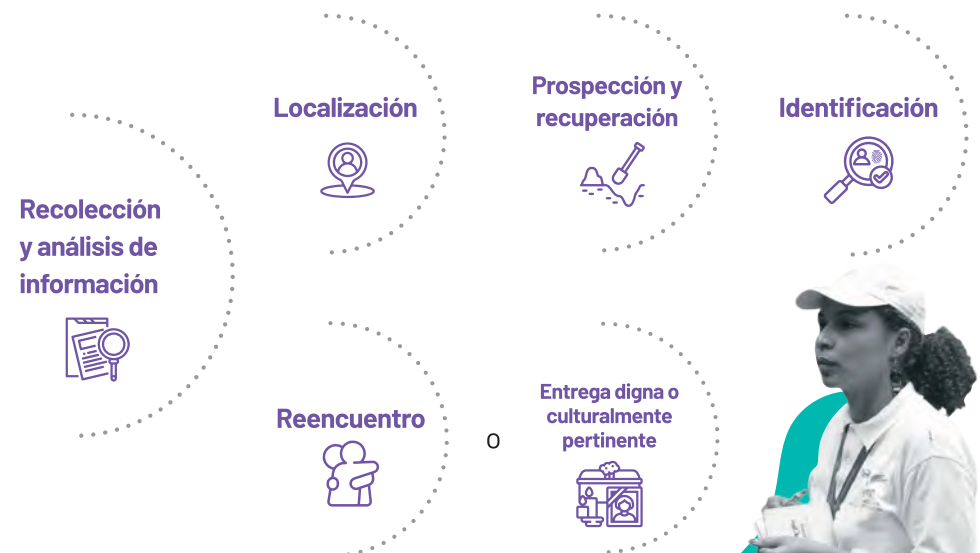 Recolección
y análisis de
información
Localización
Prospección y
recuperación
Identificación
Reencuentro
o
Entrega digna o
culturalmente
pertinente